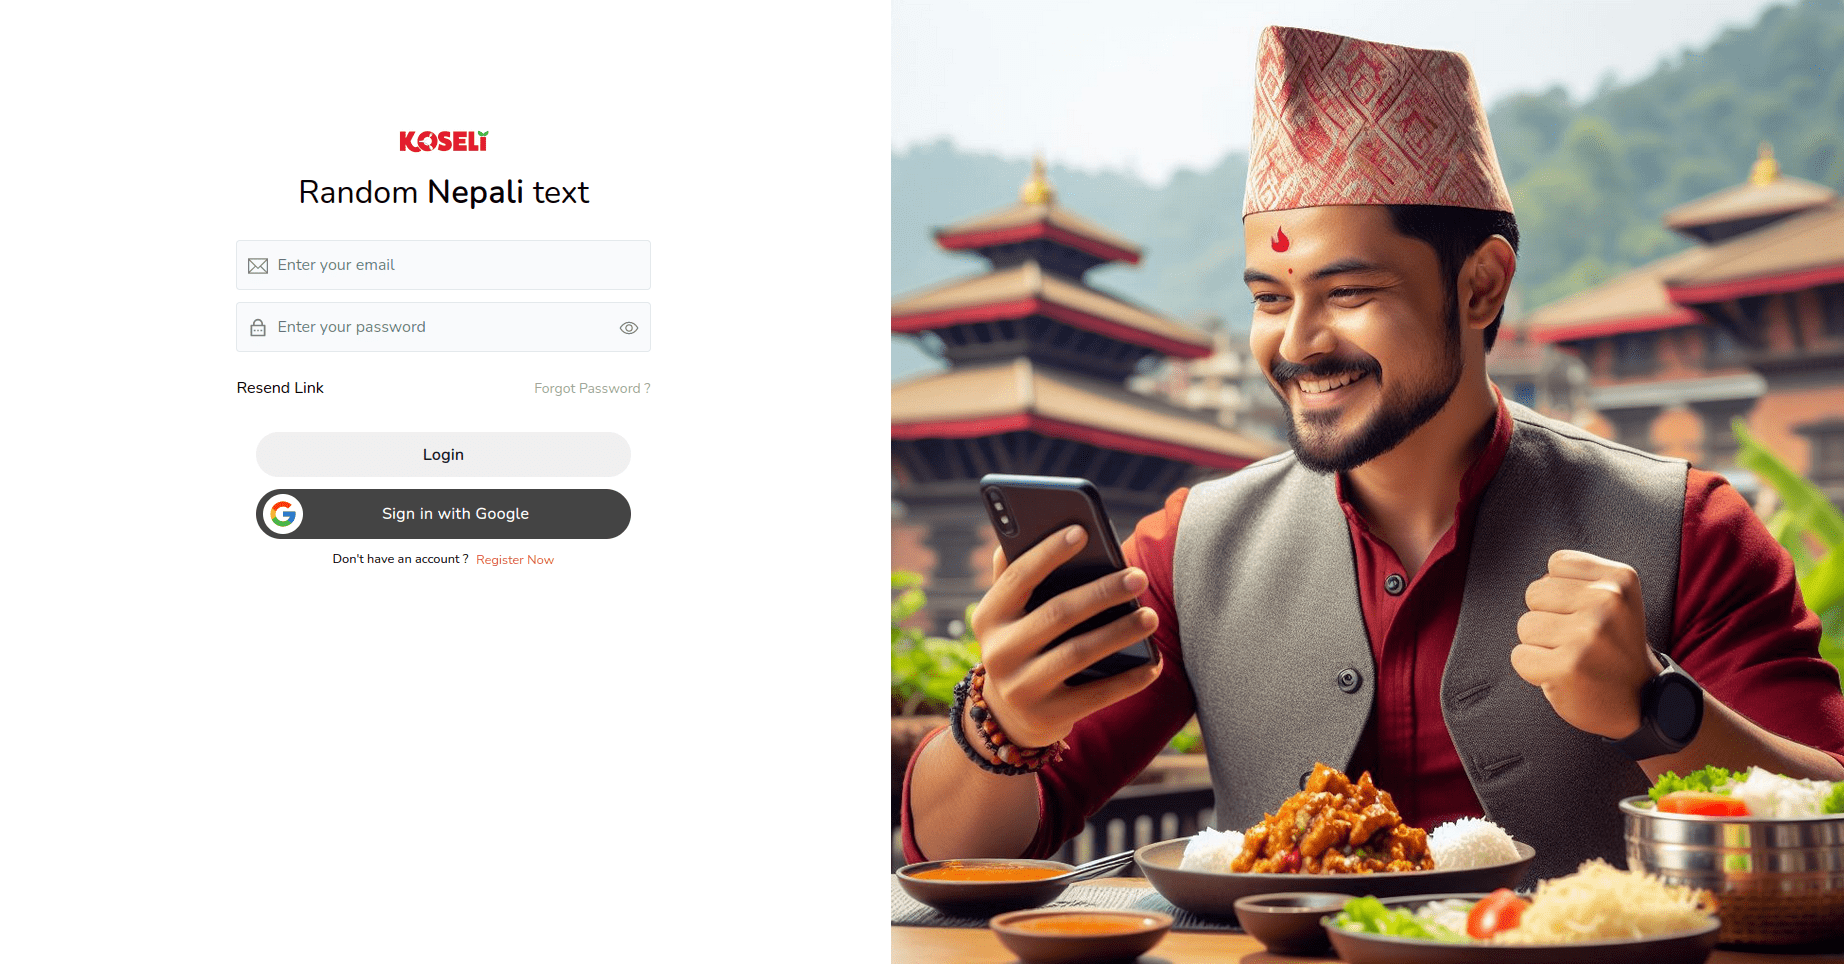 KOSELi
Random Nepali text
Enter your email
Enter your password
Resend Link
Forgot Password ?
Login
Sign in with Google
Don't have an account ? Register Now